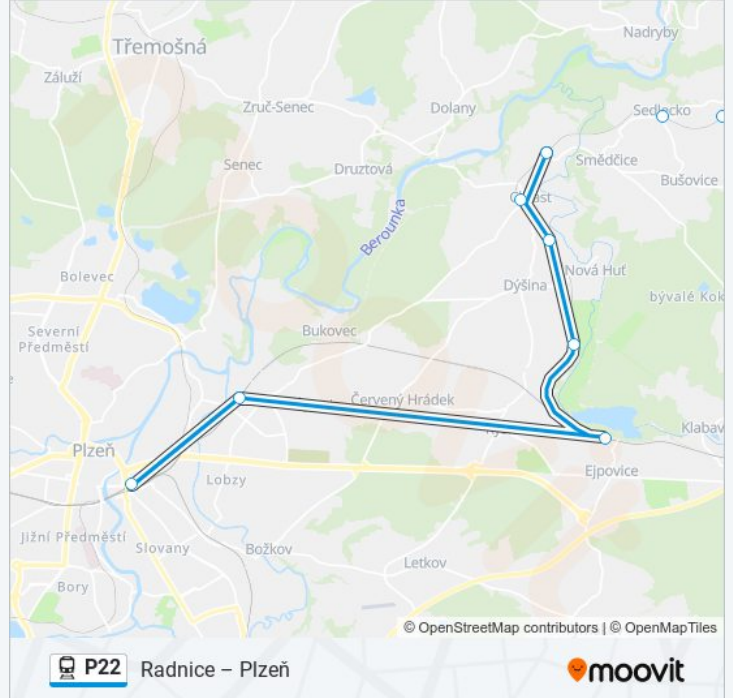 Nadryby
Třemošná
Záluží
Zruč-Senec
Dolany
Sedlecko
Senec
Druztová
Smědčice
Bušovice
Berounka
Bolevec
Nová Huť
Dýšina
bývalé Kok
Severní
Předměstí
Bukovec
Červený Hrádek
Klabav
Plzeň
Lobzy
Ejpovice
Jižní Předměstí
Slovany
Božkov
Letkov
Bory
© OpenStreetMap contributors | © OpenMapTiles
P22 Radnice – Plzeň
moovit